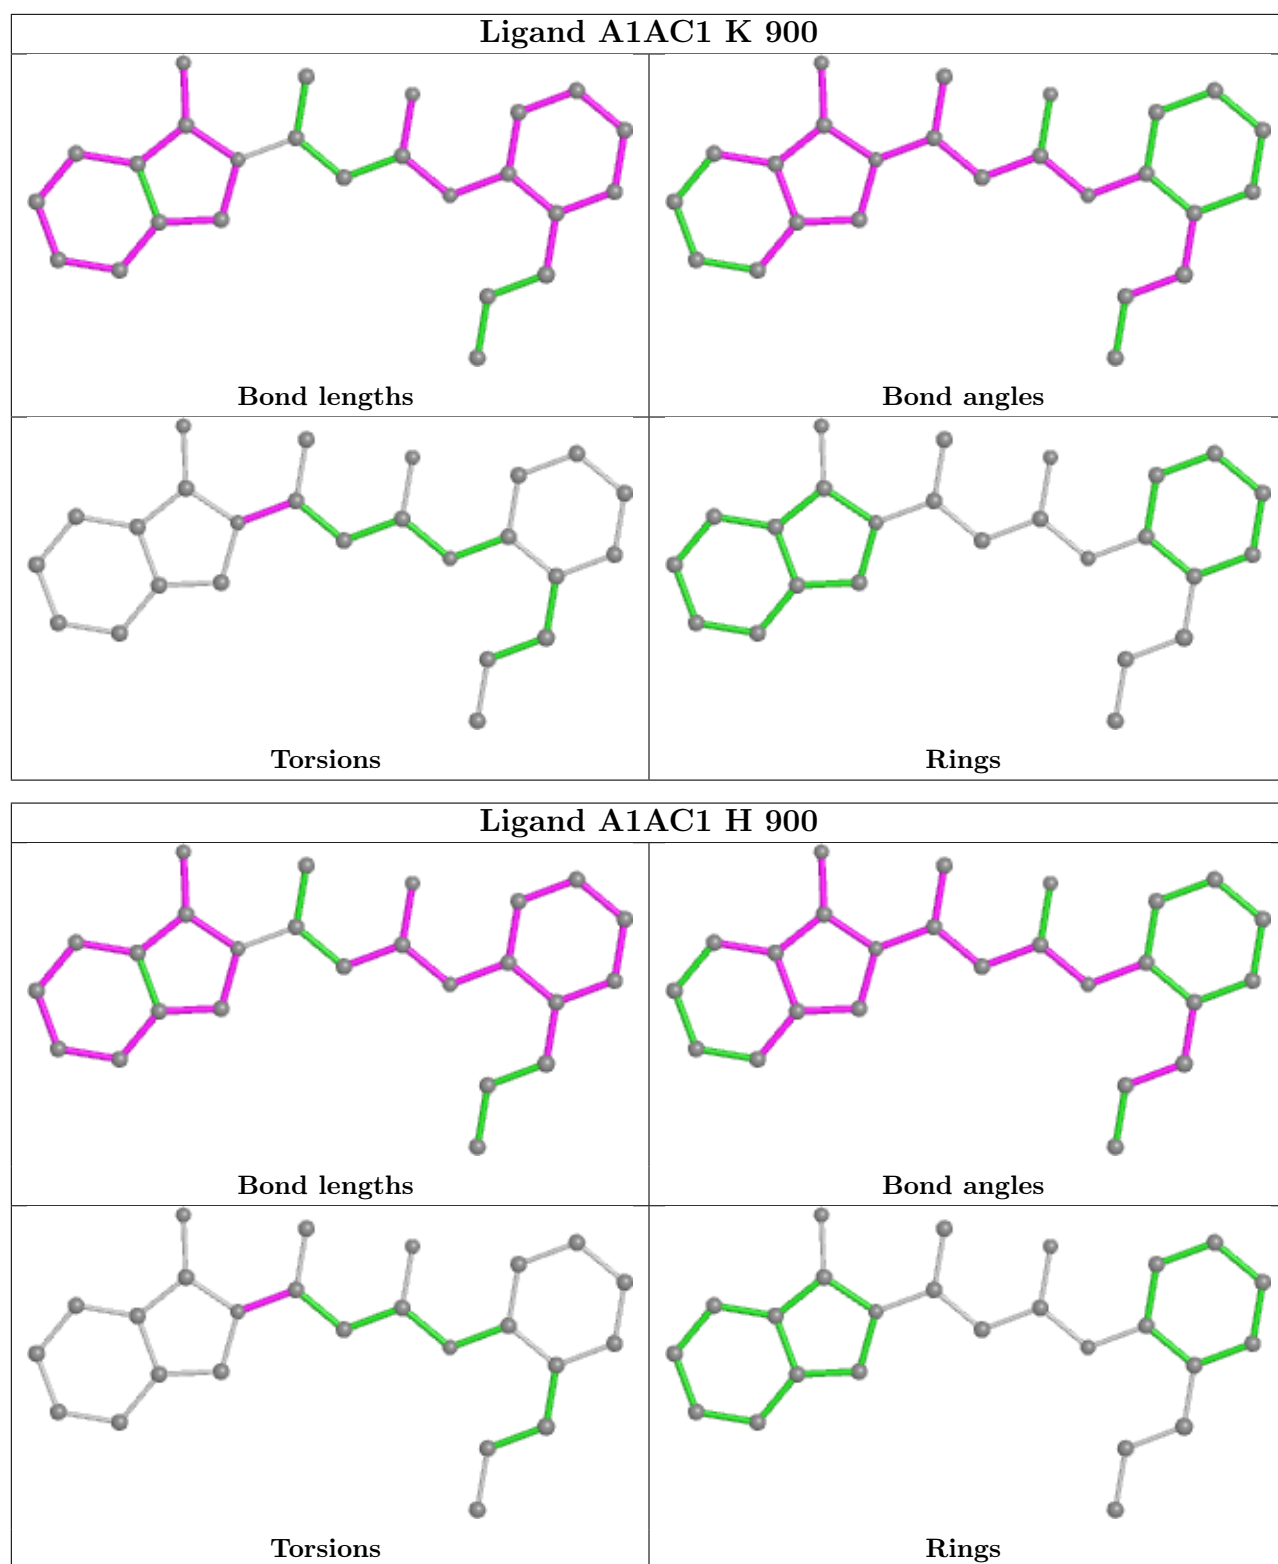 Ligand A1AC1 K 900
Bond lengths
Bond angles
Torsions
Rings
Ligand A1AC1 H 900
Bond lengths
Bond angles
Torsions
Rings